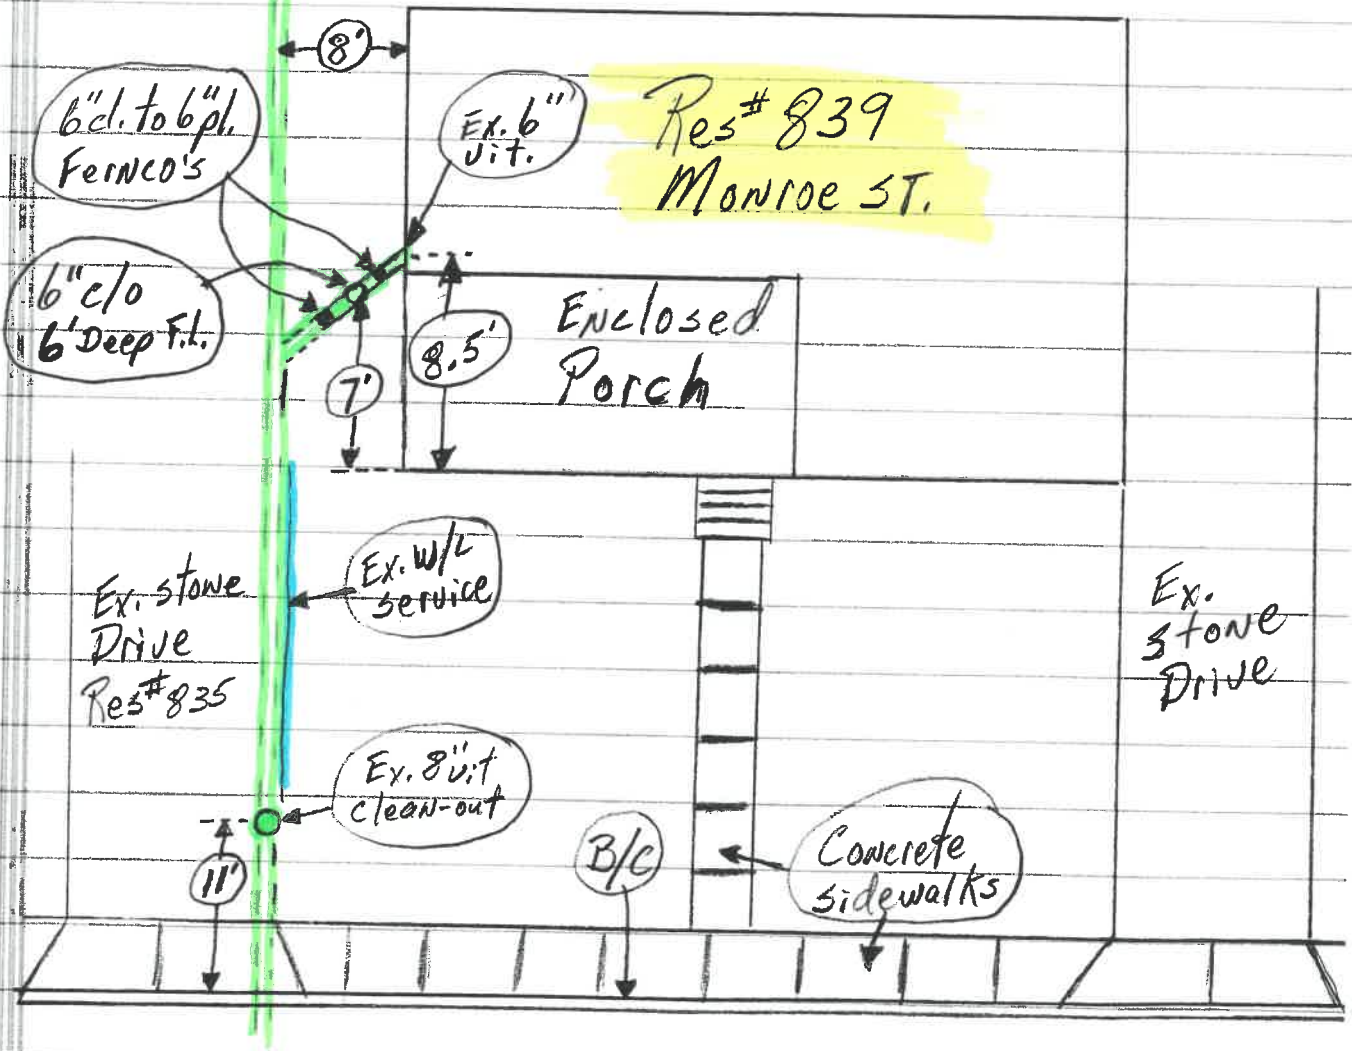 8'
6"cl. to 6"pl.
Fernco's
Ex. 6"
vit.
Res# 839
Monroe ST.
6" c/o
6' Deep F.L.
7'
8.5'
Enclosed
Porch
Ex. W/L
service
Ex. stone
Drive
Res# 835
Ex.
stone
Drive
Ex. 8" vit
clean-out
11'
B/C
Concrete
sidewalks